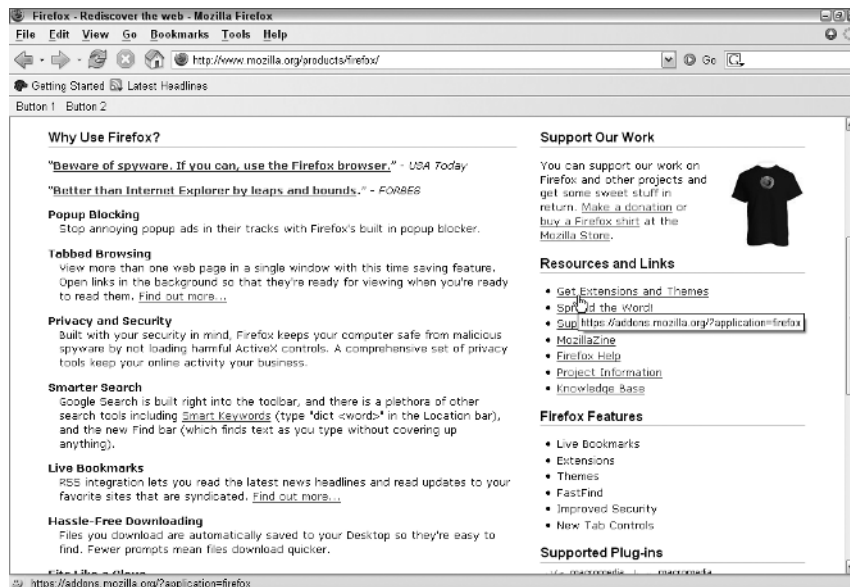 Firefox - Rediscover the web - Mozilla Firefox
File Edit View Go Bookmarks Tools Help
http://www.mozilla.org/products/firefox/ Go
Getting Started Latest Headlines
Button 1 Button 2
Why Use Firefox?
"Beware of spyware. If you can, use the Firefox browser." - USA Today
"Better than Internet Explorer by leaps and bounds." - FORBES
Popup Blocking
Stop annoying popup ads in their tracks with Firefox's built in popup blocker.
Tabbed Browsing
View more than one web page in a single window with this time saving feature.
Open links in the background so that they're ready for viewing when you're ready
to read them. Find out more...
Privacy and Security
Built with your security in mind, Firefox keeps your computer safe from malicious
spyware by not loading harmful ActiveX controls. A comprehensive set of privacy
tools keep your online activity your business.
Smarter Search
Google Search is built right into the toolbar, and there is a plethora of other
search tools including Smart Keywords (type "dict <word>" in the Location bar),
and the new Find bar (which finds text as you type without covering up
anything).
Live Bookmarks
RSS integration lets you read the latest news headlines and read updates to your
favorite sites that are syndicated. Find out more...
Hassle-Free Downloading
Files you download are automatically saved to your Desktop so they're easy to
find. Fewer prompts mean files download quicker.
Support Our Work
You can support our work on
Firefox and other projects and
get some sweet stuff in
return. Make a donation or
buy a Firefox shirt at the
Mozilla Store.
Resources and Links
• Get Extensions and Themes
• the Word!
• https://addons.mozilla.org/?application=firefox
• MozillaZine
• Firefox Help
• Project Information
• Knowledge Base
Firefox Features
• Live Bookmarks
• Extensions
• Themes
• FastFind
• Improved Security
• New Tab Controls
Supported Plug-ins
macromedia macromedia
https://addons.mozilla.org/?application=firefox